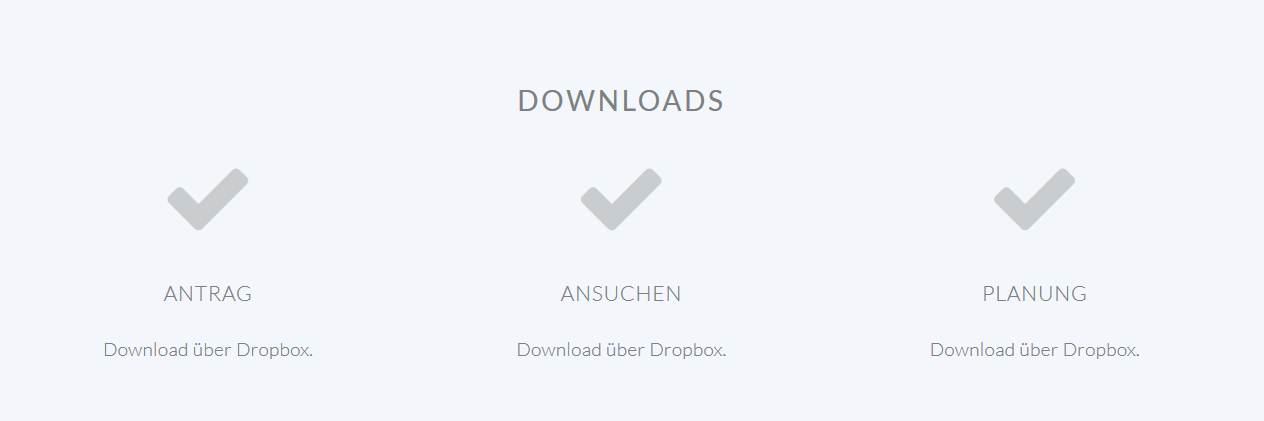 DOWNLOADS
ANTRAG
ANSUCHEN
PLANUNG
Download über Dropbox.
Download über Dropbox.
Download über Dropbox.